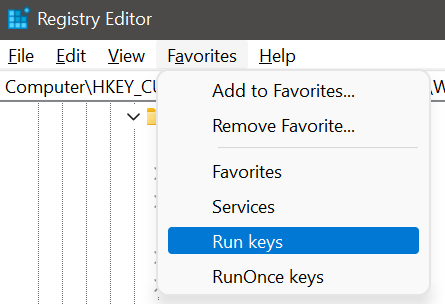 Registry Editor
File Edit View Favorites Help
Computer\HKEY_CU
Add to Favorites...
Remove Favorite...
Favorites
Services
Run keys
RunOnce keys